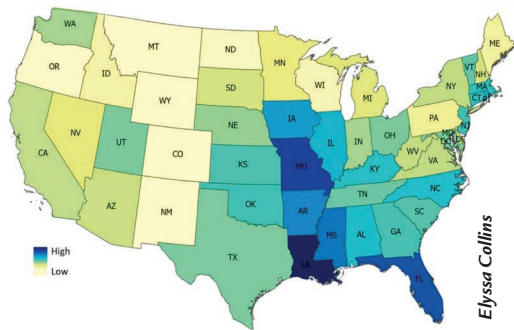 WA
MT
ND
MN
ME
OR
ID
SD
WI
MI
VT
NH
NY
MA
CT
RI
WY
NE
IA
PA
NJ
NV
UT
CO
IL
IN
OH
MD
CA
KS
MO
KY
WV
VA
AZ
NM
OK
AR
TN
NC
SC
TX
LA
MS
AL
GA
FL
High
Low
Elyssa Collins